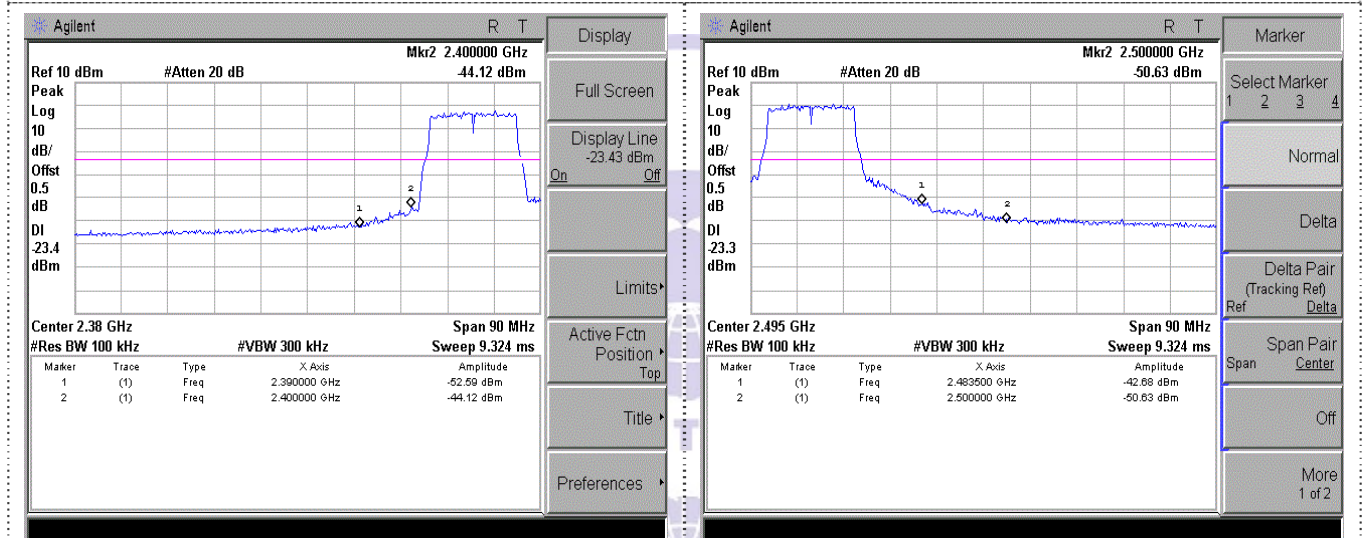 Agilent R T
Display
Mkr2 2.400000 GHz
Ref 10 dBm #Atten 20 dB -44.12 dBm
Peak
Log
10
dB/
Offst
0.5
dB
DI
-23.4
dBm
1
2
Center 2.38 GHz Span 90 MHz
#Res BW 100 kHz #VBW 300 kHz Sweep 9.324 ms
Marker Trace Type X Axis Amplitude
1 (1) Freq 2.390000 GHz -52.59 dBm
2 (1) Freq 2.400000 GHz -44.12 dBm
Full Screen
Display Line
-23.43 dBm
On Off
Limits
Active Fctn
Position
Top
Title
Preferences
Agilent R T
Marker
Mkr2 2.500000 GHz
Ref 10 dBm #Atten 20 dB -50.63 dBm
Peak
Log
10
dB/
Offst
0.5
dB
DI
-23.3
dBm
1
2
Center 2.495 GHz Span 90 MHz
#Res BW 100 kHz #VBW 300 kHz Sweep 9.324 ms
Marker Trace Type X Axis Amplitude
1 (1) Freq 2.483500 GHz -42.68 dBm
2 (1) Freq 2.500000 GHz -50.63 dBm
Select Marker
1 2 3 4
Normal
Delta
Delta Pair
(Tracking Ref)
Ref Delta
Span Pair
Span Center
Off
More
1 of 2